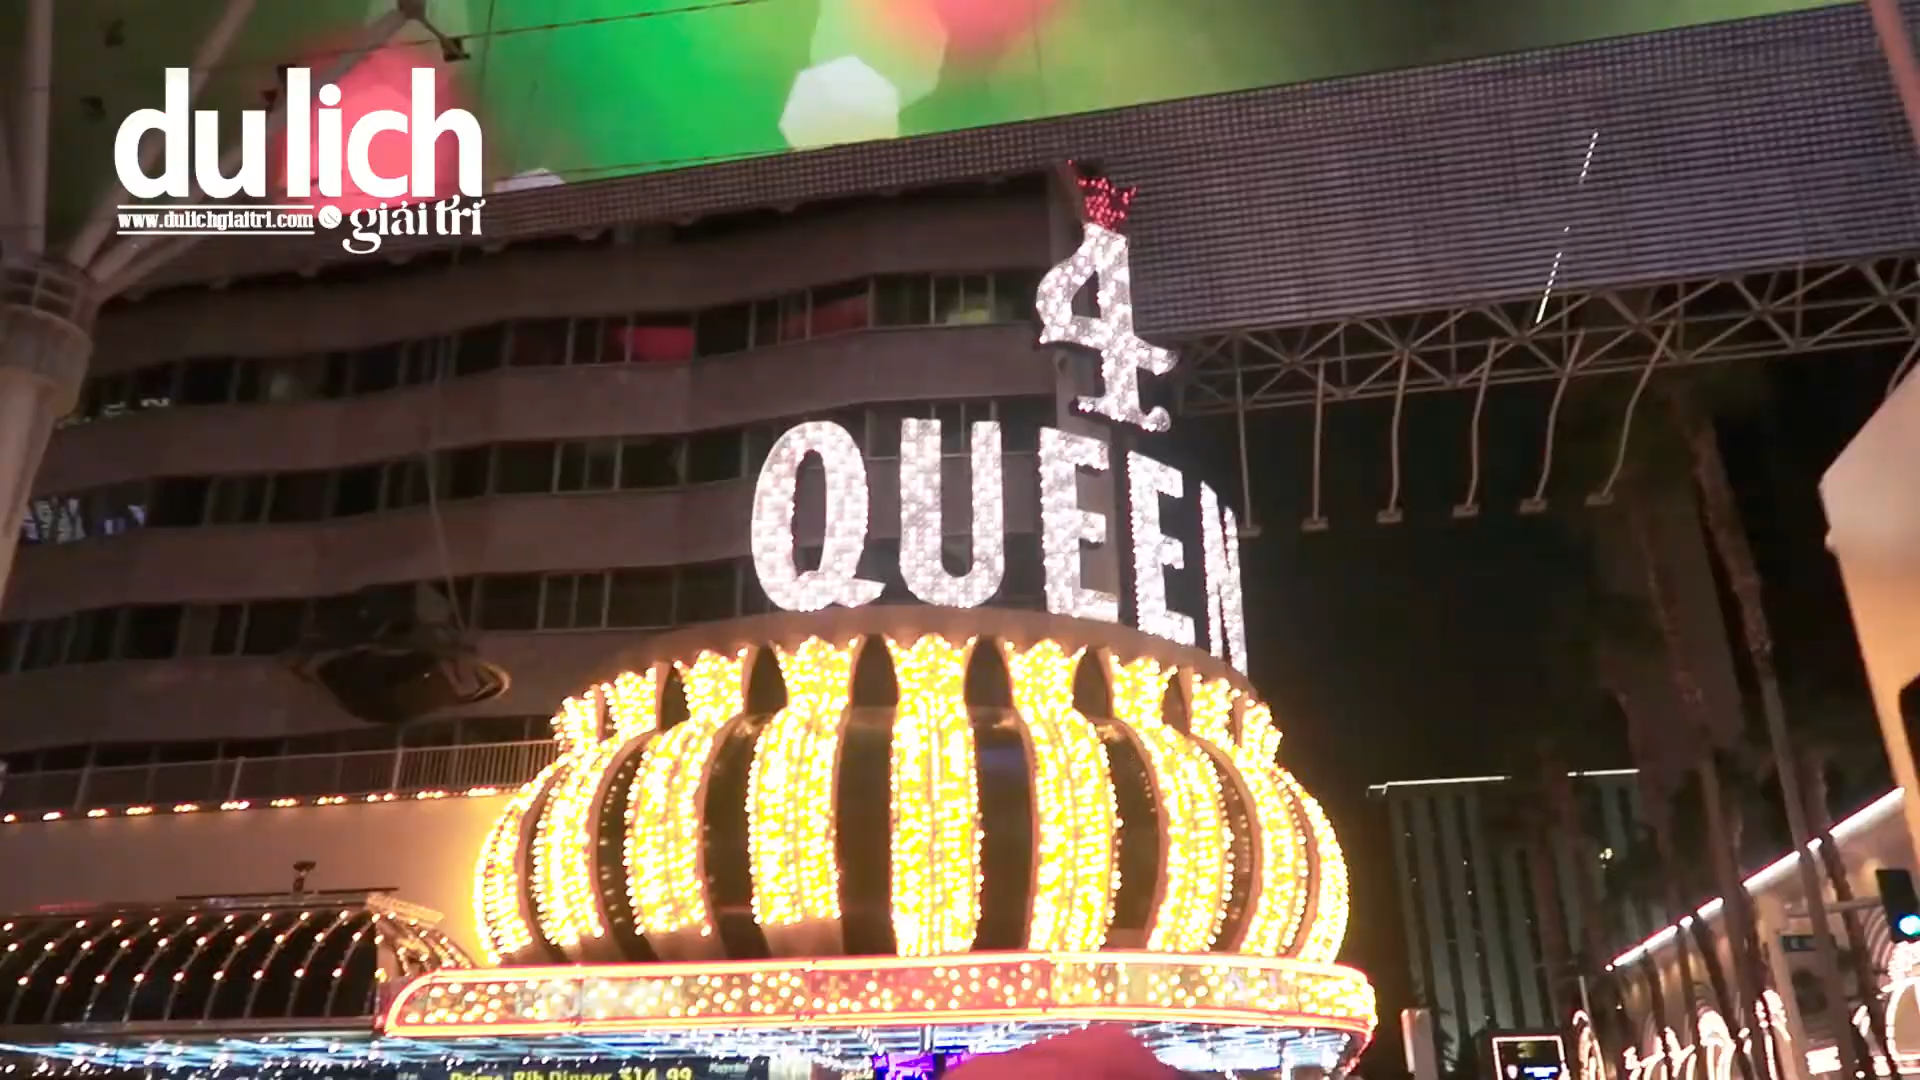 du lich
www.dulichgiaitri.com giải trí
4
QUEEN
Prime Rib Dinner $14.99